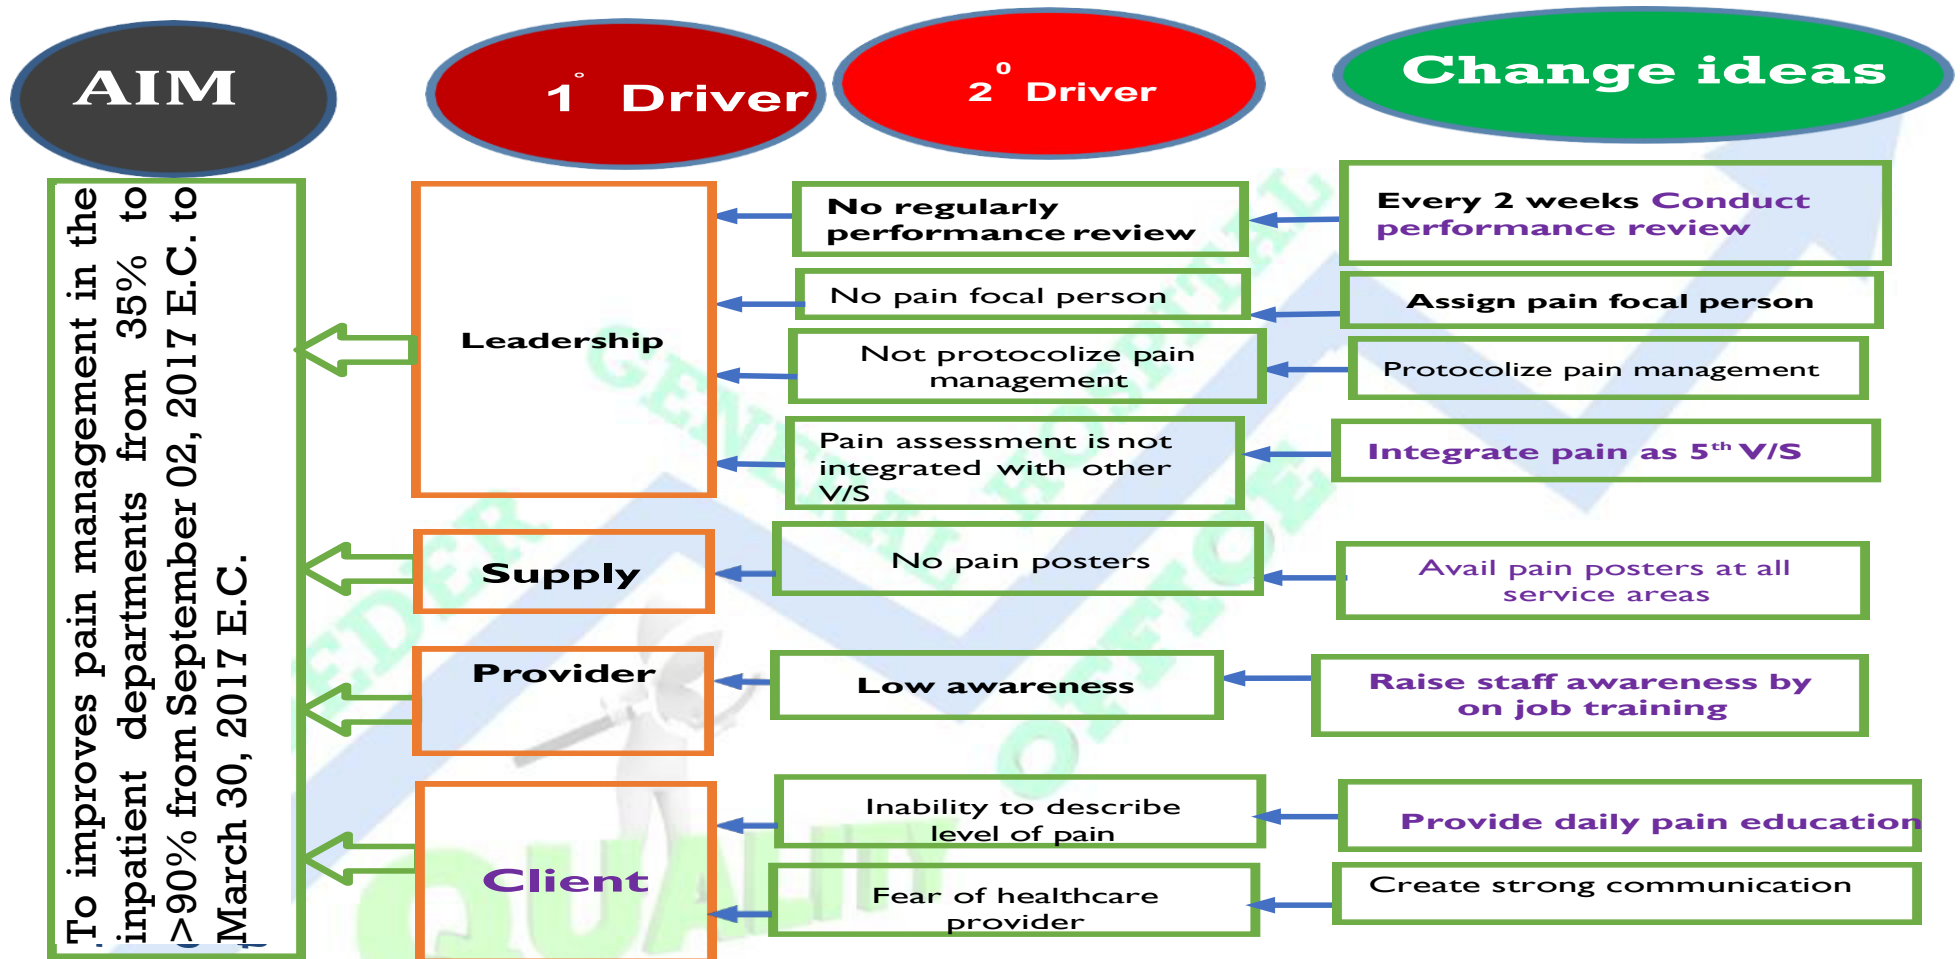 AIM
1° Driver
2⁰ Driver
Change ideas
To improves pain management in the
inpatient departments from 35% to
>90% from September 02, 2017 E.C. to
March 30, 2017 E.C.
Leadership
No regularly
performance review
Every 2 weeks Conduct
performance review
No pain focal person
Assign pain focal person
Not protocolize pain
management
Protocolize pain management
Pain assessment is not
integrated with other
V/S
Integrate pain as 5th V/S
Supply
No pain posters
Avail pain posters at all
service areas
Provider
Low awareness
Raise staff awareness by
on job training
Client
Inability to describe
level of pain
Provide daily pain education
Fear of healthcare
provider
Create strong communication
GENERAL HOSPITAL
OFFICE
QUALITY